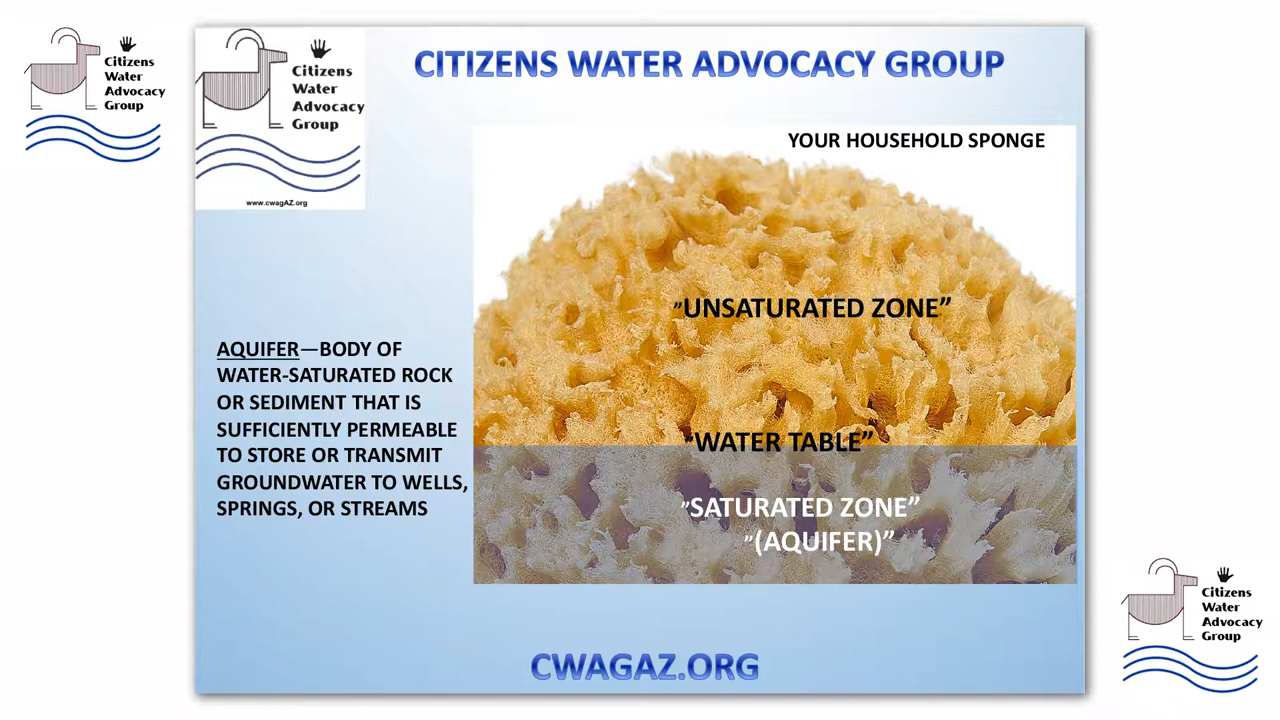 Citizens
Water
Advocacy
Group
Citizens
Water
Advocacy
Group
www.cwagAZ.org
CITIZENS WATER ADVOCACY GROUP
YOUR HOUSEHOLD SPONGE
”UNSATURATED ZONE”
AQUIFER—BODY OF
WATER-SATURATED ROCK
OR SEDIMENT THAT IS
SUFFICIENTLY PERMEABLE
TO STORE OR TRANSMIT
GROUNDWATER TO WELLS,
SPRINGS, OR STREAMS
”WATER TABLE”
”SATURATED ZONE”
”(AQUIFER)”
CWAGAZ.ORG
Citizens
Water
Advocacy
Group